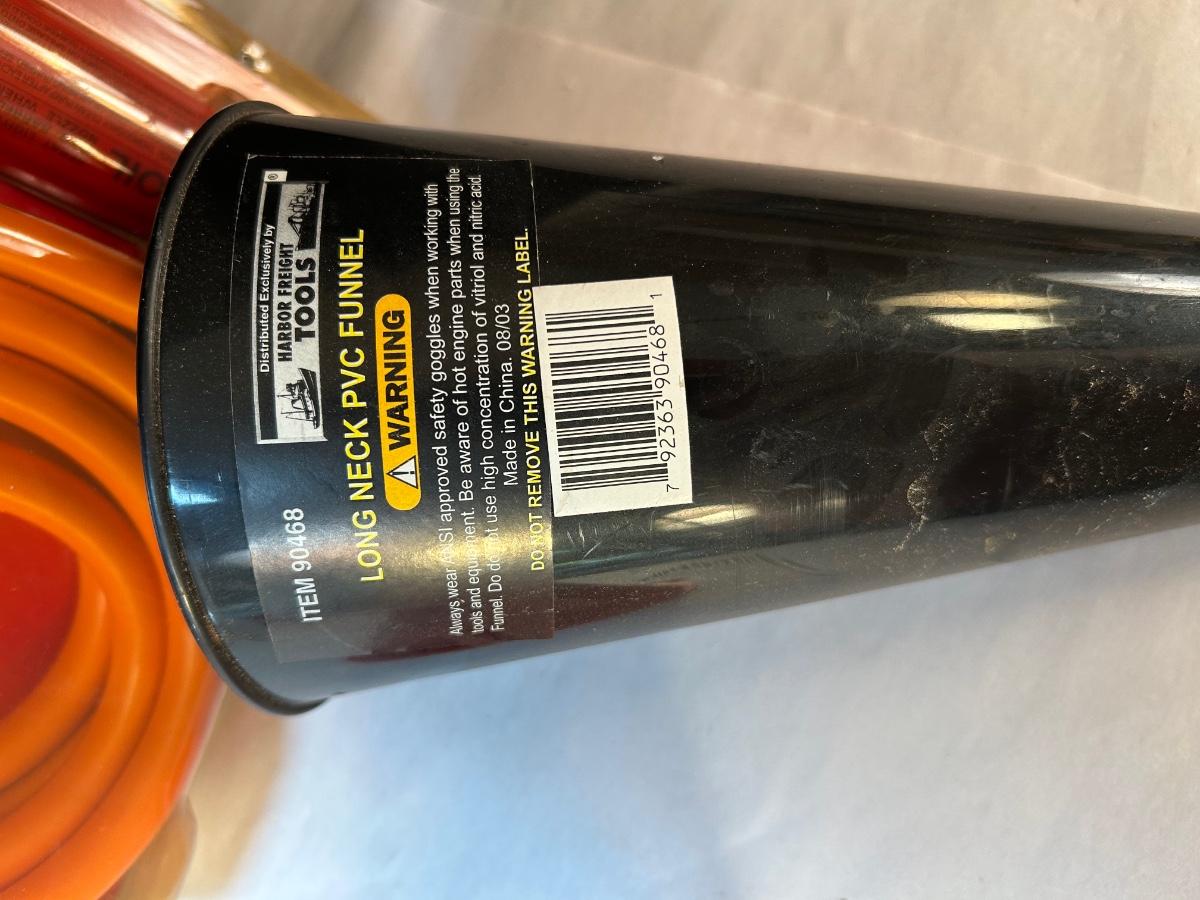 Distributed Exclusively by
HARBOR FREIGHT
TOOLS
®
ITEM 90468
LONG NECK PVC FUNNEL
WARNING
Always wear ANSI approved safety goggles when working with
tools and equipment. Be aware of hot engine parts when using the
Funnel. Do do not use high concentration of vitriol and nitric acid.
Made in China. 08/03
DO NOT REMOVE THIS WARNING LABEL.
7 92363 90468 1